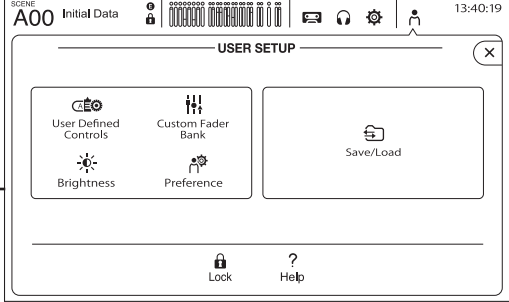 SCENE
A00 Initial Data
E
13:40:19
USER SETUP
×
A
User Defined
Controls
Custom Fader
Bank
Brightness
Preference
Save/Load
Lock
?
Help